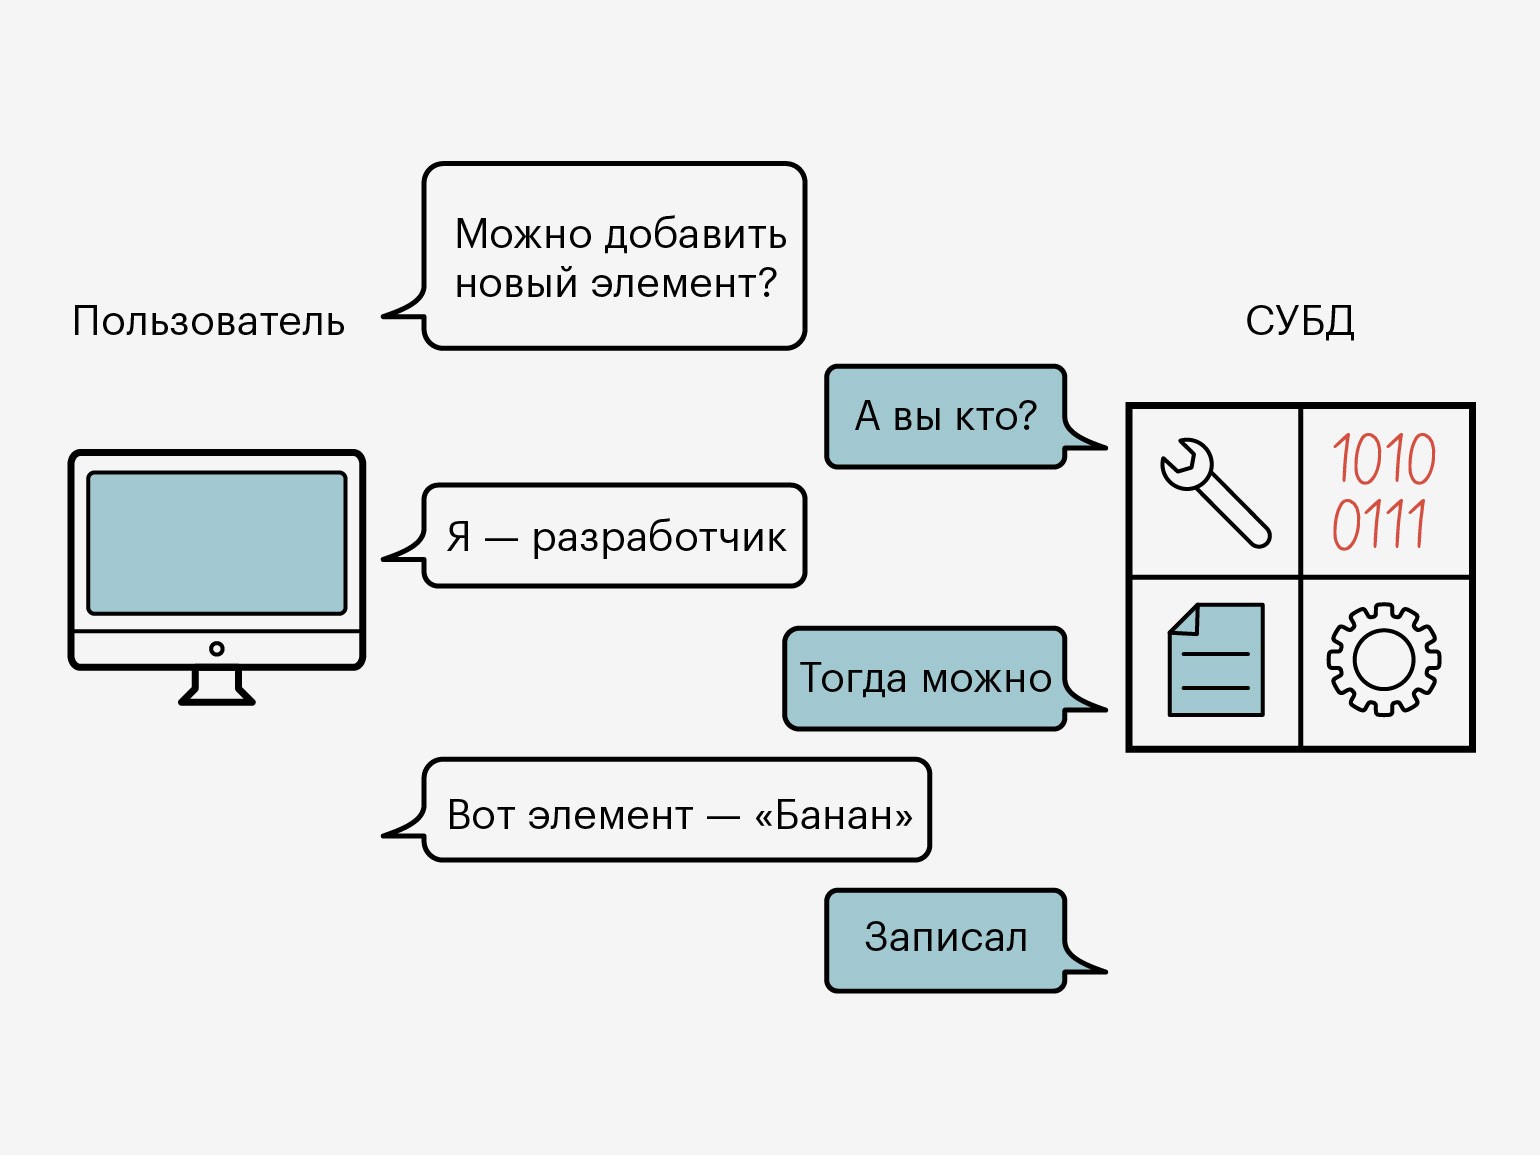 Можно добавить
новый элемент?
Пользователь
СУБД
А вы кто?
1010
0111
Я — разработчик
Тогда можно
Вот элемент — «Банан»
Записал